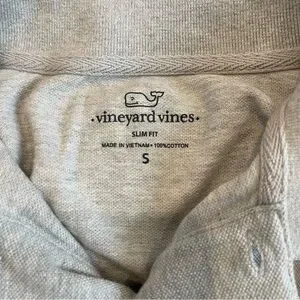 vineyard vines
SLIM FIT
MADE IN VIETNAM • 100%COTTON
S